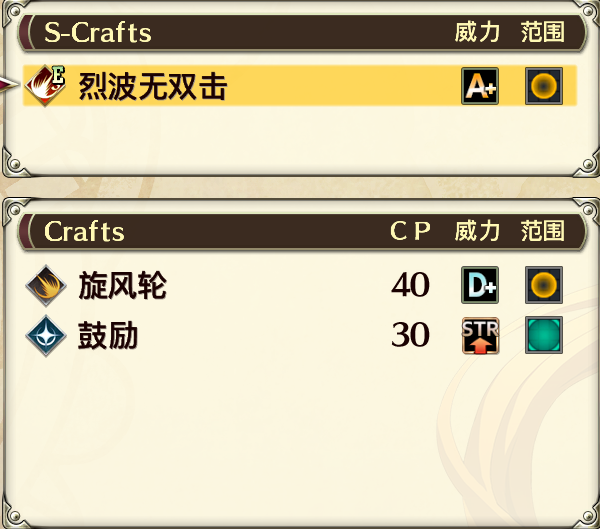 S-Crafts 威力 范围
E 烈波无双击 A+
Crafts CP 威力 范围
旋风轮 40 D+
鼓励 30 STR